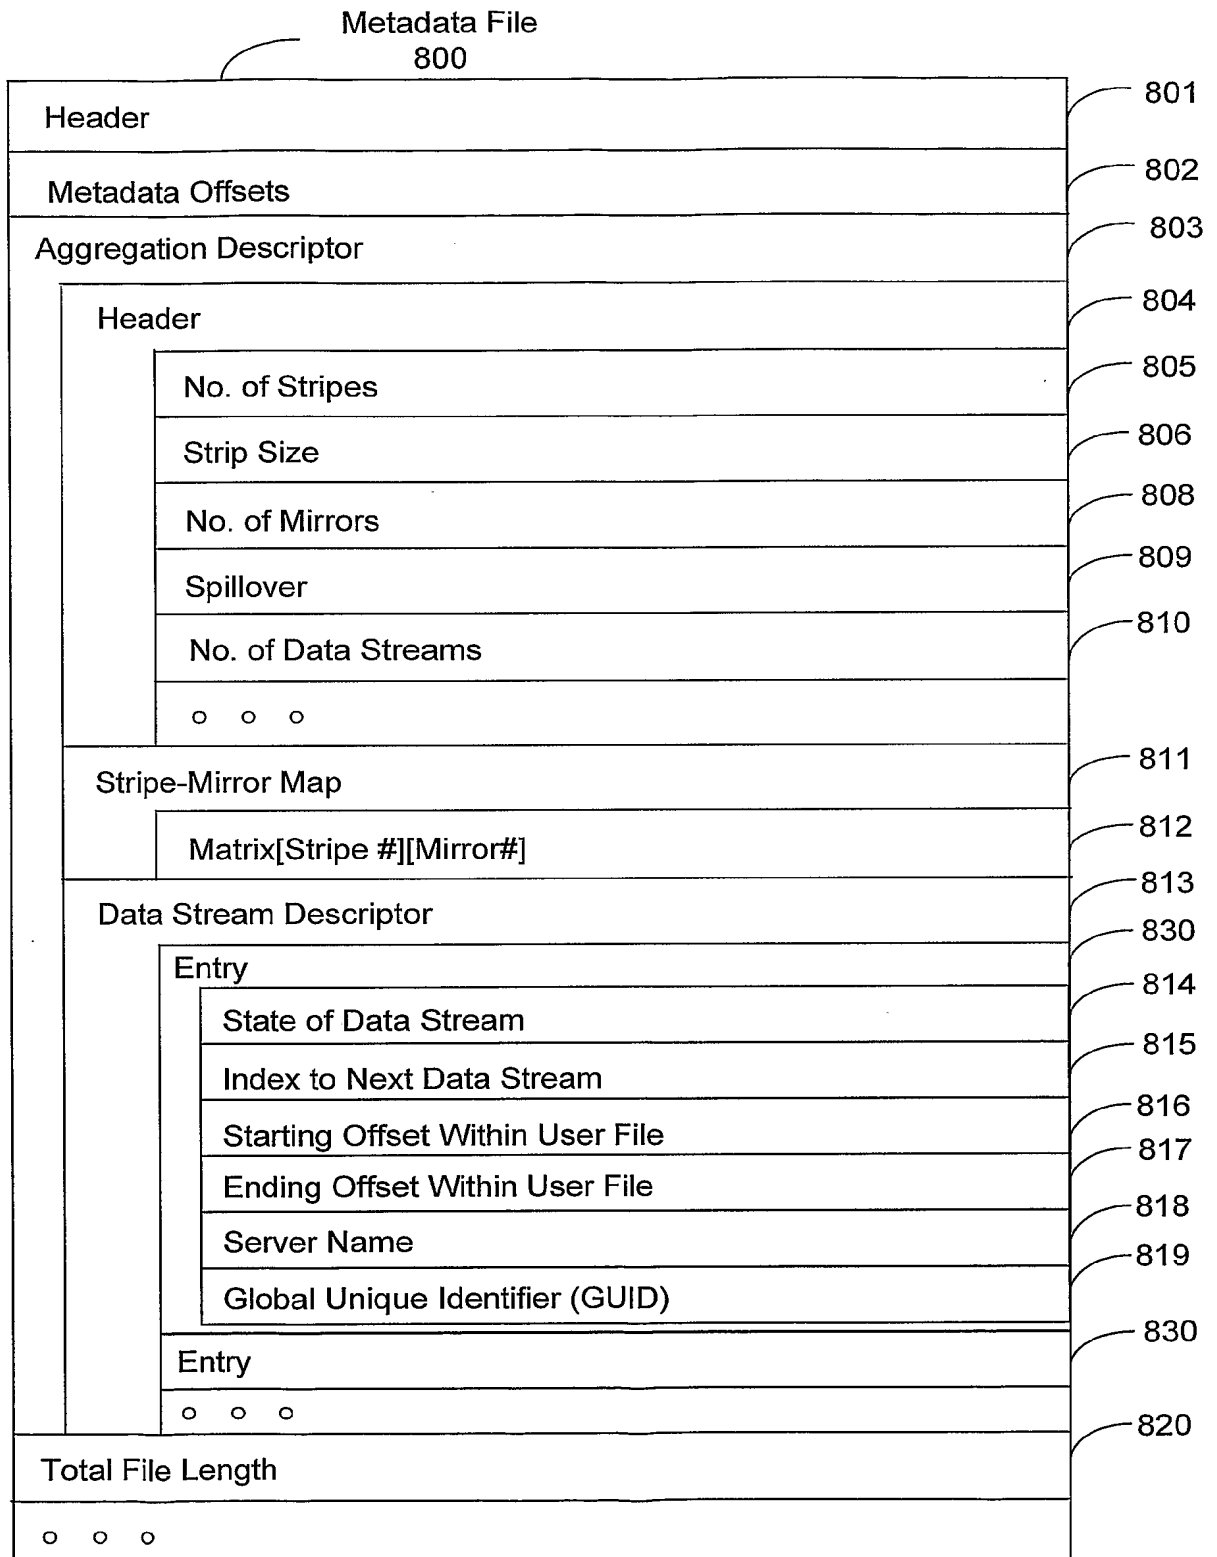 Metadata File
800
Header 801
Metadata Offsets 802
Aggregation Descriptor 803
Header 804
No. of Stripes 805
Strip Size 806
No. of Mirrors 808
Spillover 809
No. of Data Streams 810
o o o
Stripe-Mirror Map 811
Matrix[Stripe #][Mirror#] 812
Data Stream Descriptor 813
Entry 830
State of Data Stream 814
Index to Next Data Stream 815
Starting Offset Within User File 816
Ending Offset Within User File 817
Server Name 818
Global Unique Identifier (GUID) 819
Entry 830
o o o
Total File Length 820
o o o